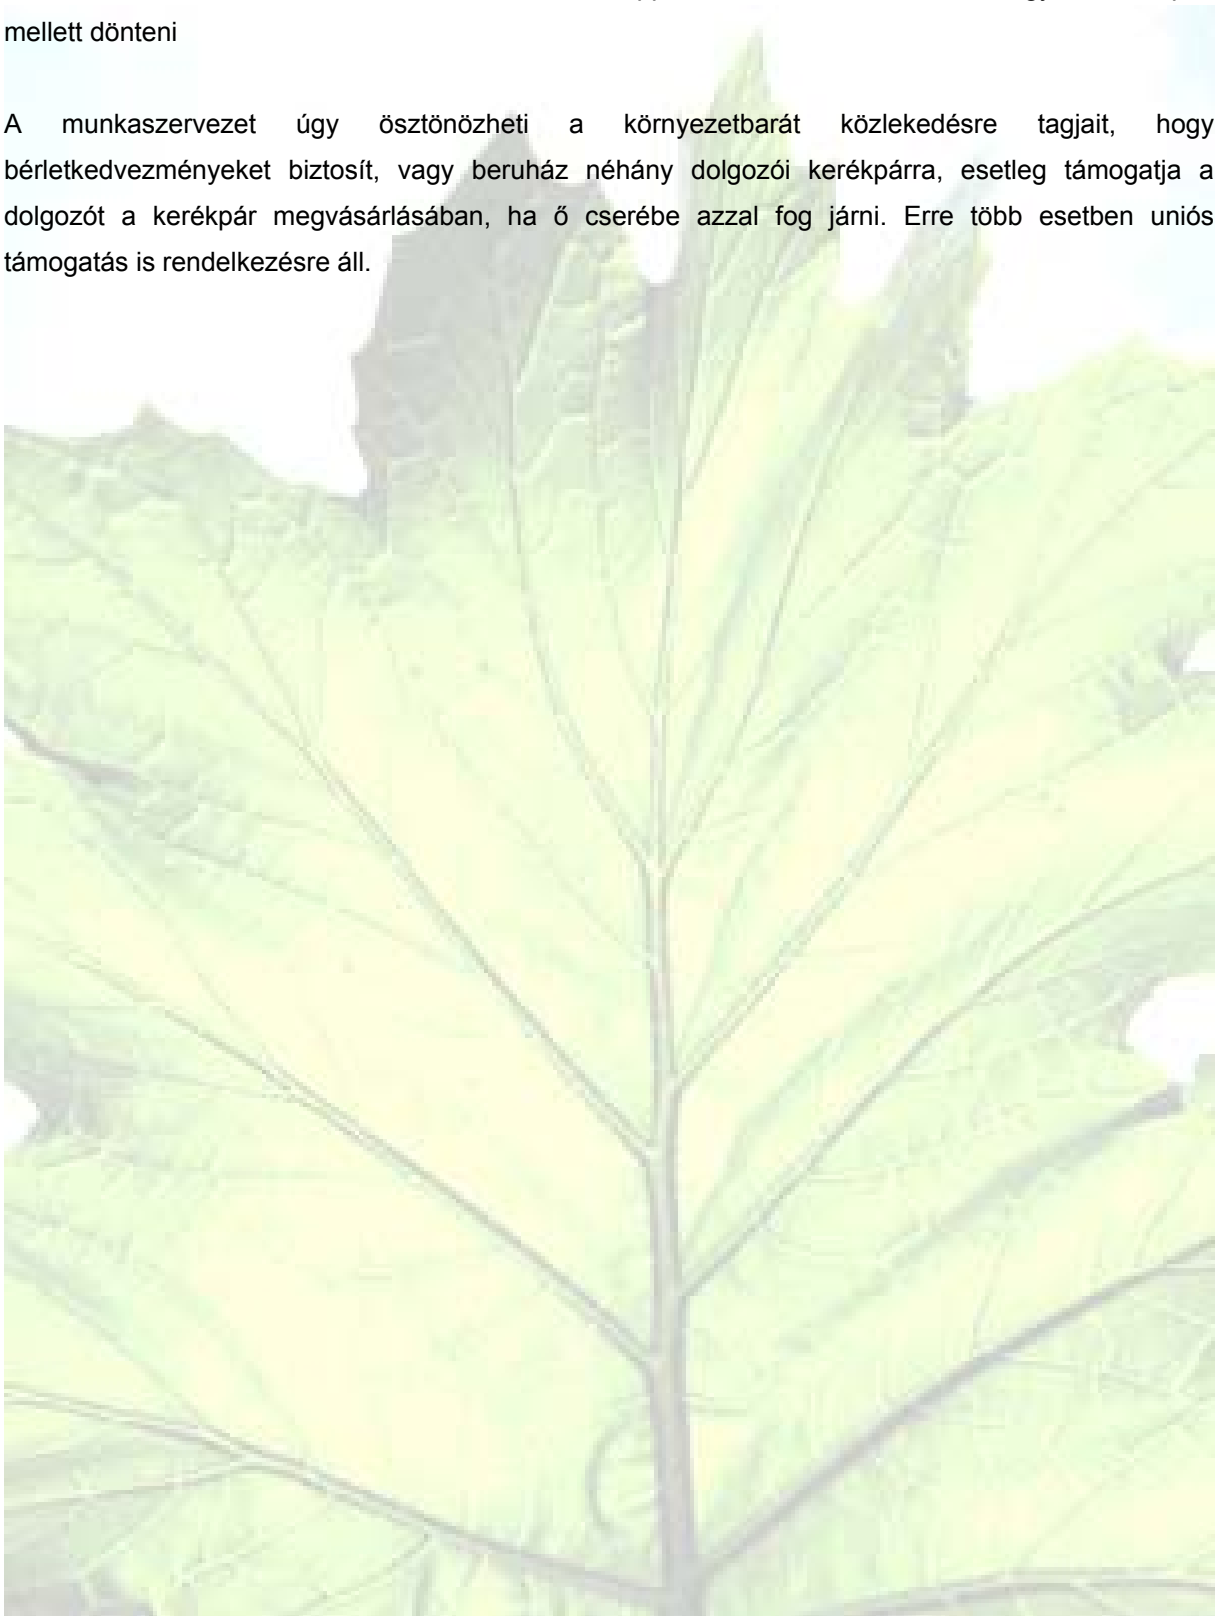 mellett dönteni
A munkaszervezet úgy ösztönözheti a környezetbarát közlekedésre tagjait, hogy
bérletkedvezményeket biztosít, vagy beruház néhány dolgozói kerékpárra, esetleg támogatja a
dolgozót a kerékpár megvásárlásában, ha ő cserébe azzal fog járni. Erre több esetben uniós
támogatás is rendelkezésre áll.